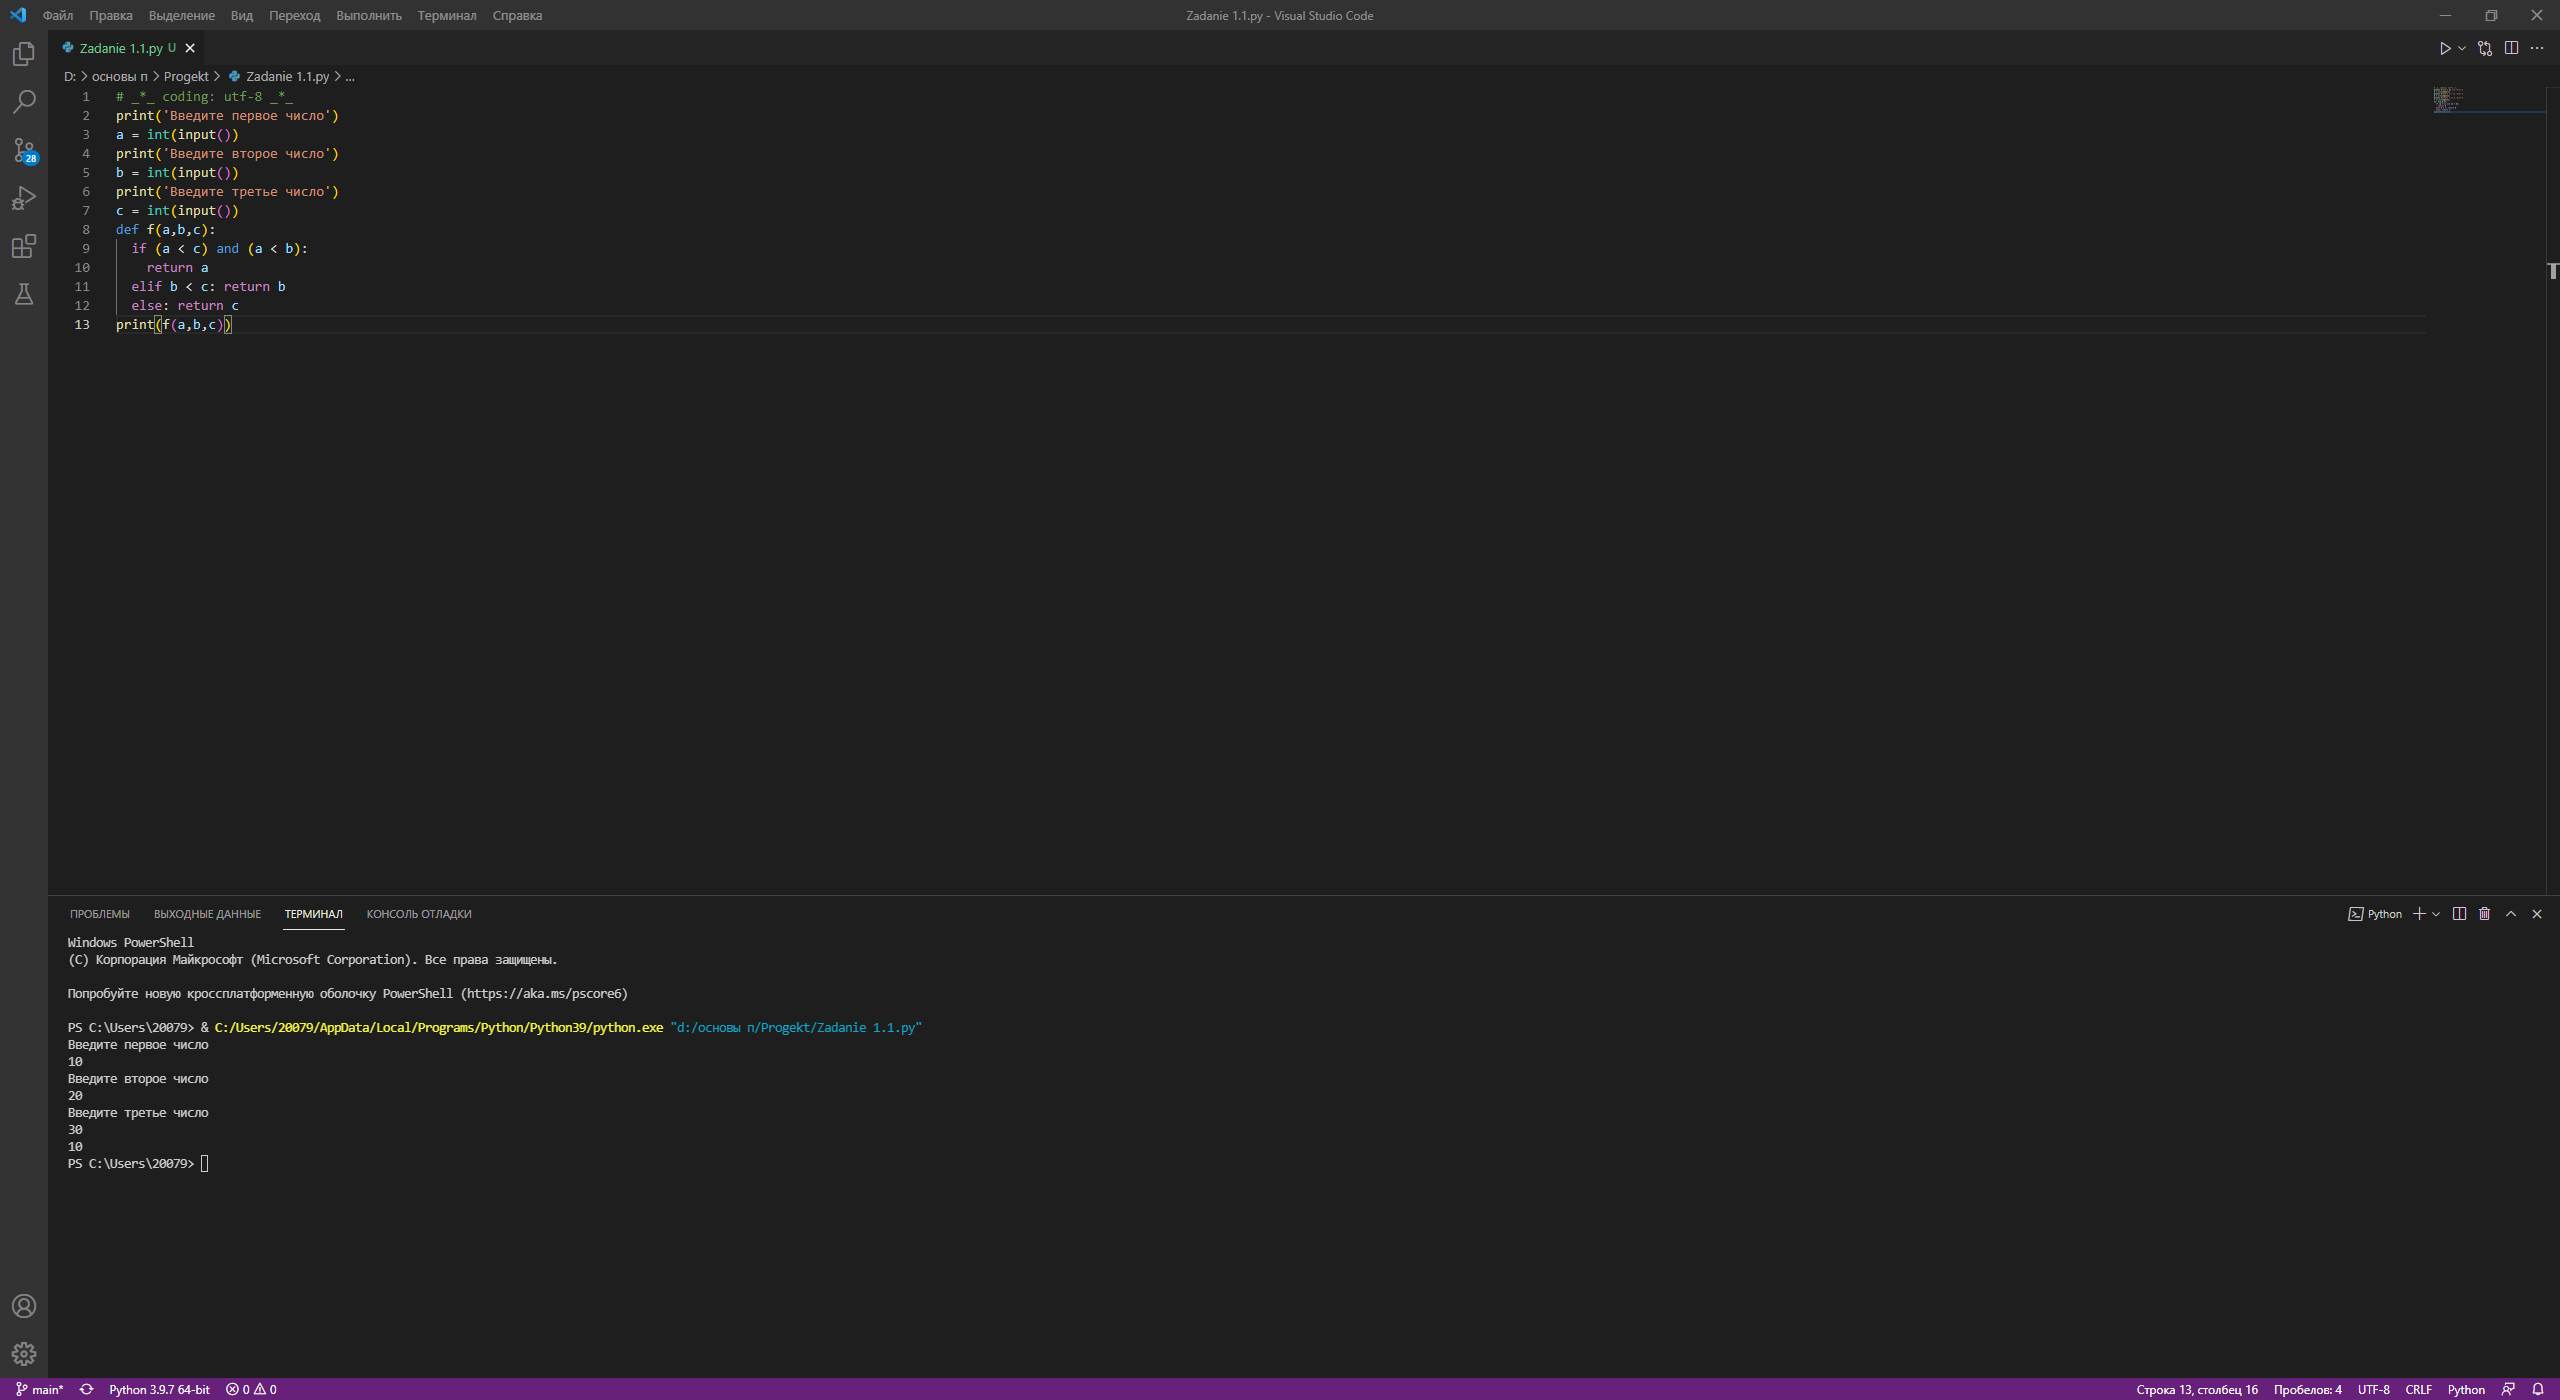 Файл Правка Выделение Вид Переход Выполнить Терминал Справка
Zadanie 1.1.py - Visual Studio Code
Zadanie 1.1.py U
D: > основы п > Progekt > Zadanie 1.1.py > ...
28
1 # _*_ coding: utf-8 _*_
2 print('Введите первое число')
3 a = int(input())
4 print('Введите второе число')
5 b = int(input())
6 print('Введите третье число')
7 c = int(input())
8 def f(a,b,c):
9 if (a < c) and (a < b):
10 return a
11 elif b < c: return b
12 else: return c
13 print(f(a,b,c))
ПРОБЛЕМЫ ВЫХОДНЫЕ ДАННЫЕ ТЕРМИНАЛ КОНСОЛЬ ОТЛАДКИ
Python
Windows PowerShell
(C) Корпорация Майкрософт (Microsoft Corporation). Все права защищены.
Попробуйте новую кроссплатформенную оболочку PowerShell (https://aka.ms/pscore6)
PS C:\Users\20079> & C:/Users/20079/AppData/Local/Programs/Python/Python39/python.exe "d:/основы п/Progekt/Zadanie 1.1.py"
Введите первое число
10
Введите второе число
20
Введите третье число
30
10
PS C:\Users\20079>
main* Python 3.9.7 64-bit 0 0
Строка 13, столбец 16 Пробелов: 4 UTF-8 CRLF Python